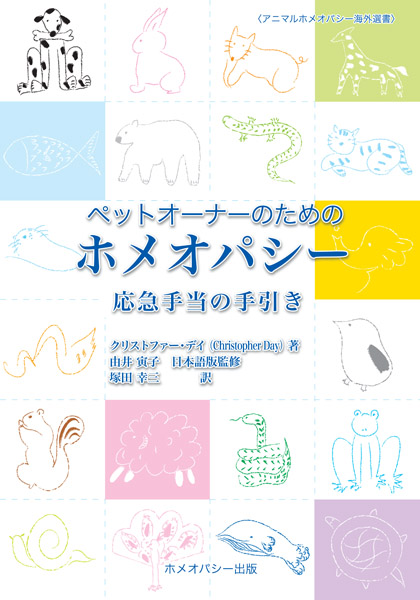 〈アニマルホメオパシー海外選書〉
ペットオーナーのための
ホメオパシー
応急手当の手引き
クリストファー・デイ（Christopher Day）著
由井 寅子　日本語版監修
塚田 幸三　訳
ホメオパシー出版